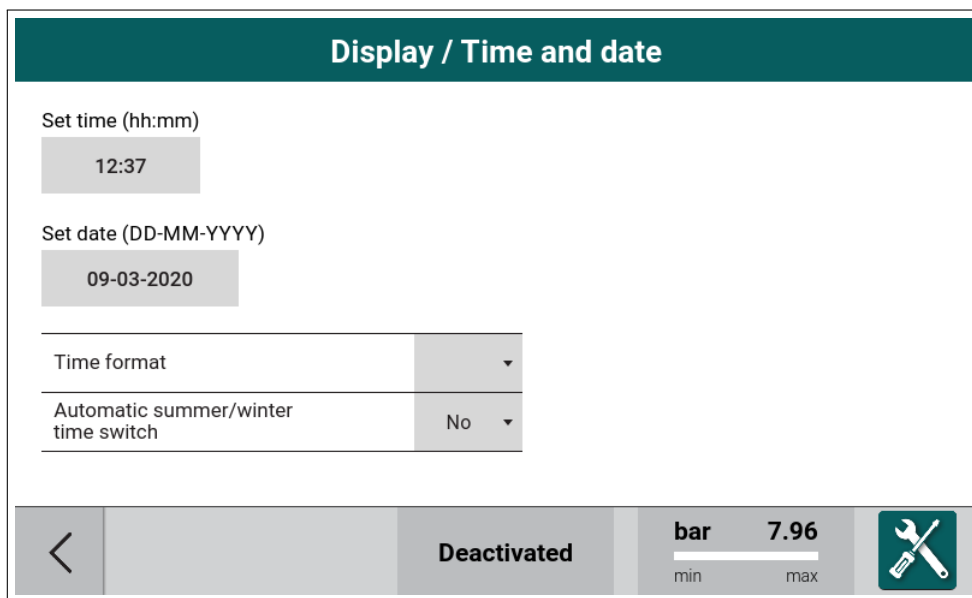 Display / Time and date
Set time (hh:mm)
12:37
Set date (DD-MM-YYYY)
09-03-2020
Time format
Automatic summer/winter
time switch
No
Deactivated
bar 7.96
min max